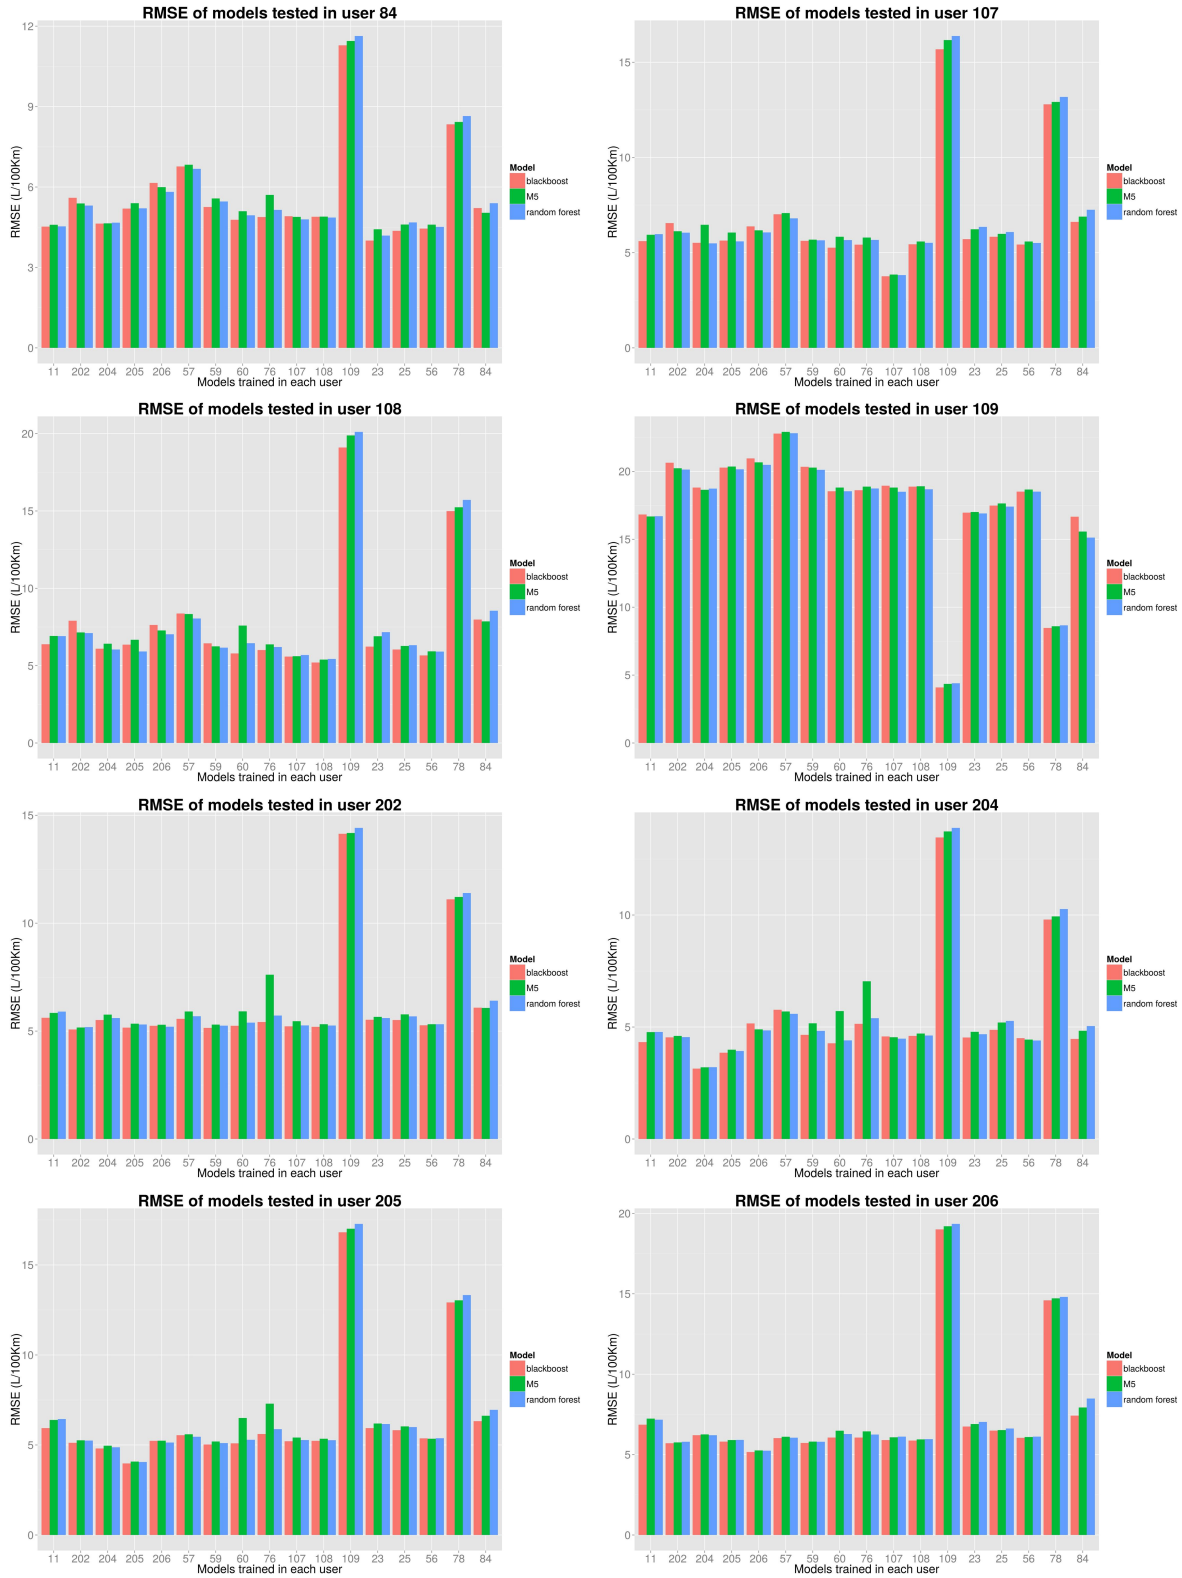 RMSE of models tested in user 84
12
9
6
3
0
RMSE (L/100Km)
11 202 204 205 206 57 59 60 76 107 108 109 23 25 56 78 84
Models trained in each user
Model
blackboost
M5
random forest
RMSE of models tested in user 107
15
10
5
0
RMSE (L/100Km)
11 202 204 205 206 57 59 60 76 107 108 109 23 25 56 78 84
Models trained in each user
Model
blackboost
M5
random forest
RMSE of models tested in user 108
20
15
10
5
0
RMSE (L/100Km)
11 202 204 205 206 57 59 60 76 107 108 109 23 25 56 78 84
Models trained in each user
Model
blackboost
M5
random forest
RMSE of models tested in user 109
20
15
10
5
0
RMSE (L/100Km)
11 202 204 205 206 57 59 60 76 107 108 109 23 25 56 78 84
Models trained in each user
Model
blackboost
M5
random forest
RMSE of models tested in user 202
15
10
5
0
RMSE (L/100Km)
11 202 204 205 206 57 59 60 76 107 108 109 23 25 56 78 84
Models trained in each user
Model
blackboost
M5
random forest
RMSE of models tested in user 204
10
5
0
RMSE (L/100Km)
11 202 204 205 206 57 59 60 76 107 108 109 23 25 56 78 84
Models trained in each user
Model
blackboost
M5
random forest
RMSE of models tested in user 205
15
10
5
0
RMSE (L/100Km)
11 202 204 205 206 57 59 60 76 107 108 109 23 25 56 78 84
Models trained in each user
Model
blackboost
M5
random forest
RMSE of models tested in user 206
20
15
10
5
0
RMSE (L/100Km)
11 202 204 205 206 57 59 60 76 107 108 109 23 25 56 78 84
Models trained in each user
Model
blackboost
M5
random forest